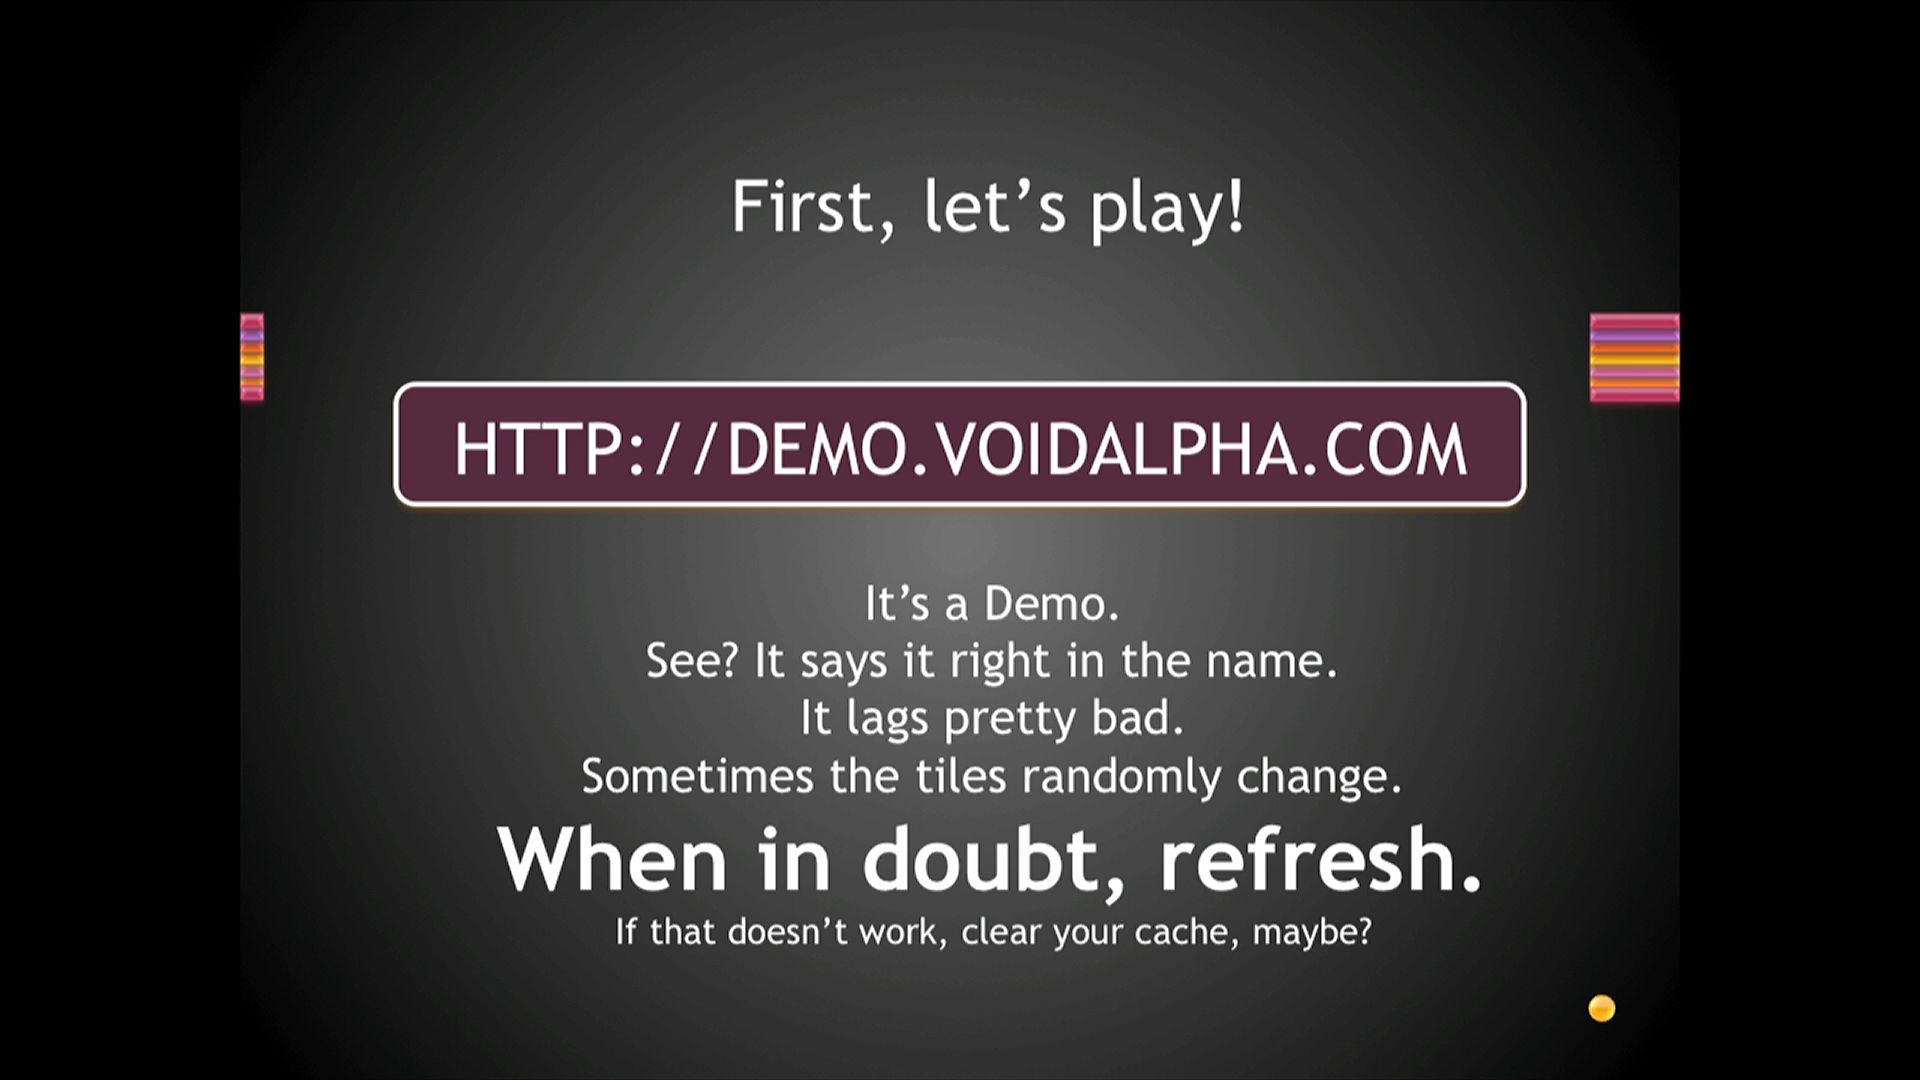 First, let’s play!
HTTP://DEMO.VOIDALPHA.COM
It’s a Demo.
See? It says it right in the name.
It lags pretty bad.
Sometimes the tiles randomly change.
When in doubt, refresh.
If that doesn’t work, clear your cache, maybe?